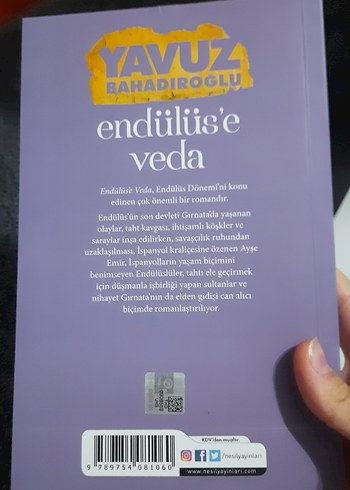 YAVUZ
BAHADIROĞLU
endülüs'e
veda
Endülüs'e Veda, Endülüs Dönemi'ni konu
edinen çok önemli bir romandır.
Endülüs'ün son devleti Gırnata'da yaşanan
olaylar, taht kavgası, ihtişamlı köşkler ve
saraylar inşa edilirken, savaşçılık ruhundan
uzaklaşılması, İspanyol kraliçesine özenen Ayşe
Emir, İspanyolların yaşam biçimini
benimseyen Endülüslüler, tahtı ele geçirmek
için düşmanla işbirliği yapan sultanlar ve
nihayet Gırnata'nın da elden gidişi can alıcı
biçimde romanlaştırılıyor.
KDV'den muaftır.
/nesilyayinlari
www.nesilyayinlari.com
9 789754 081060